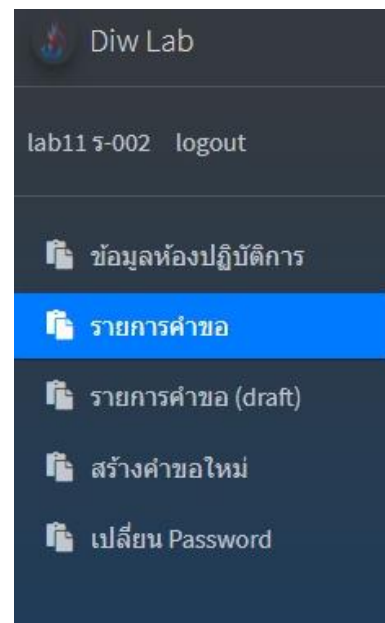 Diw Lab
lab11 ร-002 logout
ข้อมูลห้องปฏิบัติการ
รายการคำขอ
รายการคำขอ (draft)
สร้างคำขอใหม่
เปลี่ยน Password